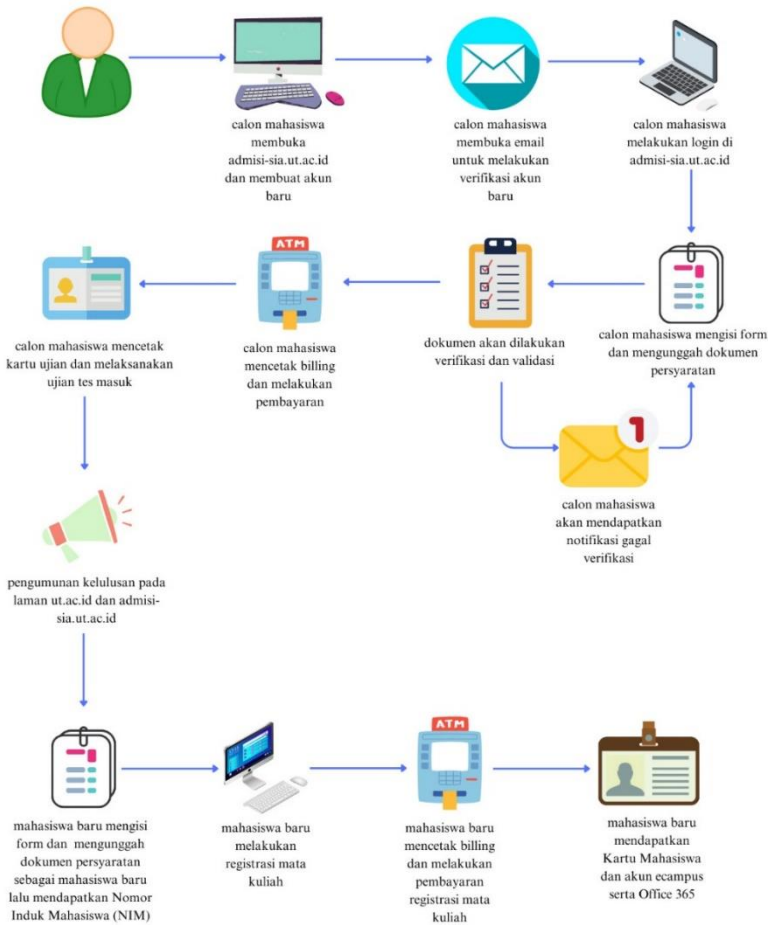 calon mahasiswa
membuka
admisi-sia.ut.ac.id
dan membuat akun
baru
calon mahasiswa
membuka email
untuk melakukan
verifikasi akun
baru
calon mahasiswa
melakukan login di
admisi-sia.ut.ac.id
calon mahasiswa mengisi form
dan mengunggah dokumen
persyaratan
dokumen akan dilakukan
verifikasi dan validasi
1
calon mahasiswa
akan mendapatkan
notifikasi gagal
verifikasi
ATM
calon mahasiswa
mencetak billing
dan melakukan
pembayaran
calon mahasiswa mencetak
kartu ujian dan melaksanakan
ujian tes masuk
pengumunan kelulusan pada
laman ut.ac.id dan admisi-
sia.ut.ac.id
mahasiswa baru mengisi
form dan mengunggah
dokumen persyaratan
sebagai mahasiswa baru
lalu mendapatkan Nomor
Induk Mahasiswa (NIM)
mahasiswa baru
melakukan
registrasi mata
kuliah
ATM
mahasiswa baru
mencetak billing
dan melakukan
pembayaran
registrasi mata
kuliah
mahasiswa baru
mendapatkan
Kartu Mahasiswa
dan akun ecampus
serta Office 365